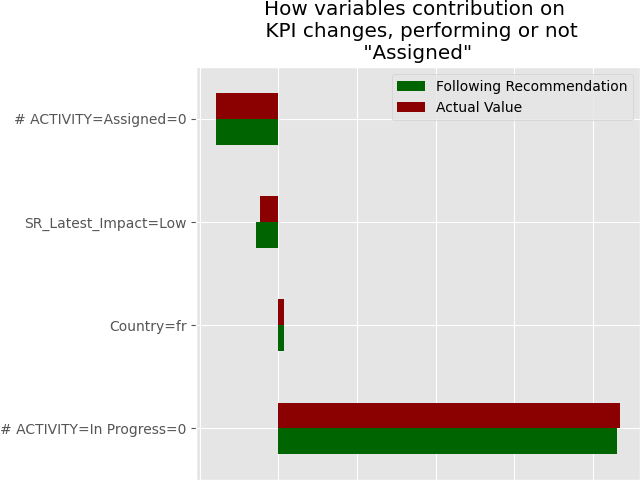 How variables contribution on
KPI changes, performing or not
"Assigned"
Following Recommendation
Actual Value
# ACTIVITY=Assigned=0
SR_Latest_Impact=Low
Country=fr
# ACTIVITY=In Progress=0